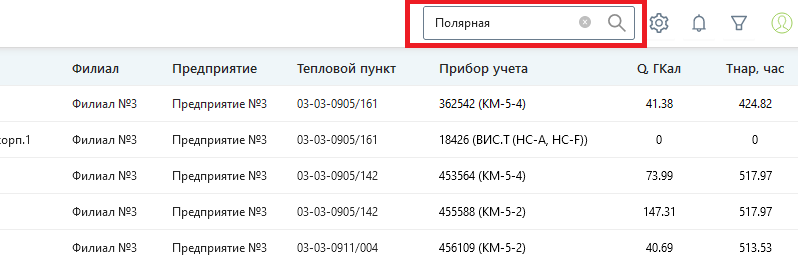 Полярная
Филиал Предприятие Тепловой пункт Прибор учета Q, ГКал Тнар, час
Филиал №3 Предприятие №3 03-03-0905/161 362542 (КМ-5-4) 41.38 424.82
корп.1 Филиал №3 Предприятие №3 03-03-0905/161 18426 (ВИС.Т (НС-А, НС-F)) 0 0
Филиал №3 Предприятие №3 03-03-0905/142 453564 (КМ-5-4) 73.99 517.97
Филиал №3 Предприятие №3 03-03-0905/142 455588 (КМ-5-2) 147.31 517.97
Филиал №3 Предприятие №3 03-03-0911/004 456109 (КМ-5-2) 40.69 513.53